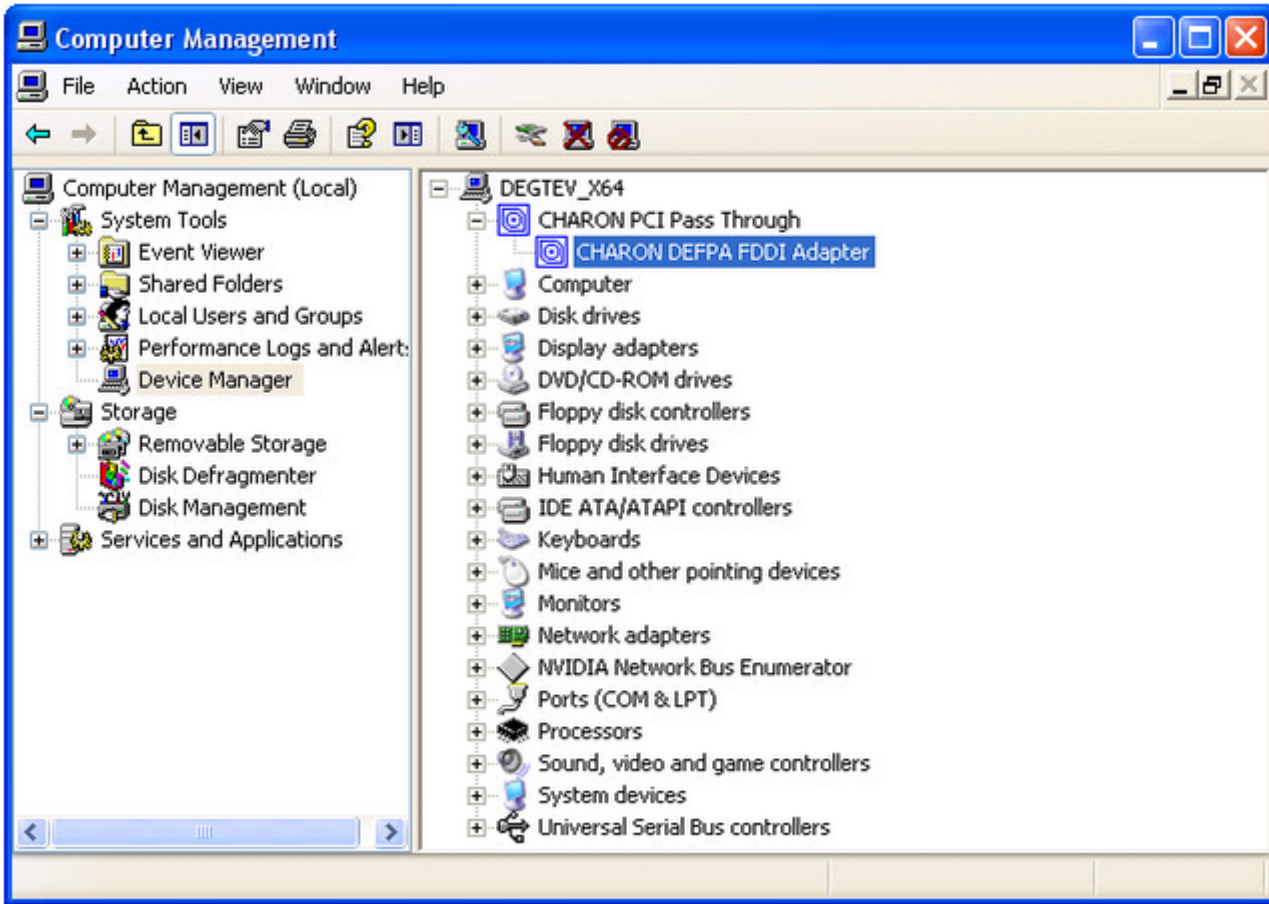 Computer Management
File Action View Window Help
Computer Management (Local)
System Tools
Event Viewer
Shared Folders
Local Users and Groups
Performance Logs and Alert
Device Manager
Storage
Removable Storage
Disk Defragmenter
Disk Management
Services and Applications
DEGTEV_X64
CHARON PCI Pass Through
CHARON DEFPA FDDI Adapter
Computer
Disk drives
Display adapters
DVD/CD-ROM drives
Floppy disk controllers
Floppy disk drives
Human Interface Devices
IDE ATA/ATAPI controllers
Keyboards
Mice and other pointing devices
Monitors
Network adapters
NVIDIA Network Bus Enumerator
Ports (COM & LPT)
Processors
Sound, video and game controllers
System devices
Universal Serial Bus controllers